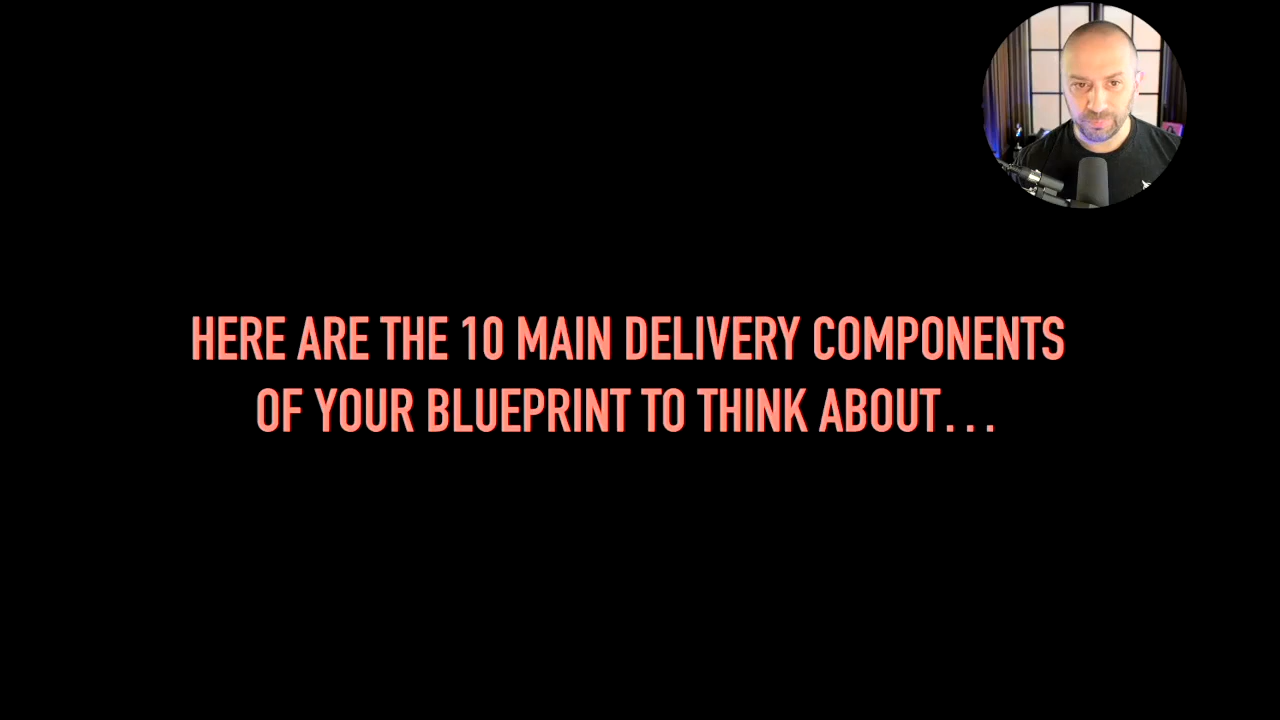 HERE ARE THE 10 MAIN DELIVERY COMPONENTS
OF YOUR BLUEPRINT TO THINK ABOUT...